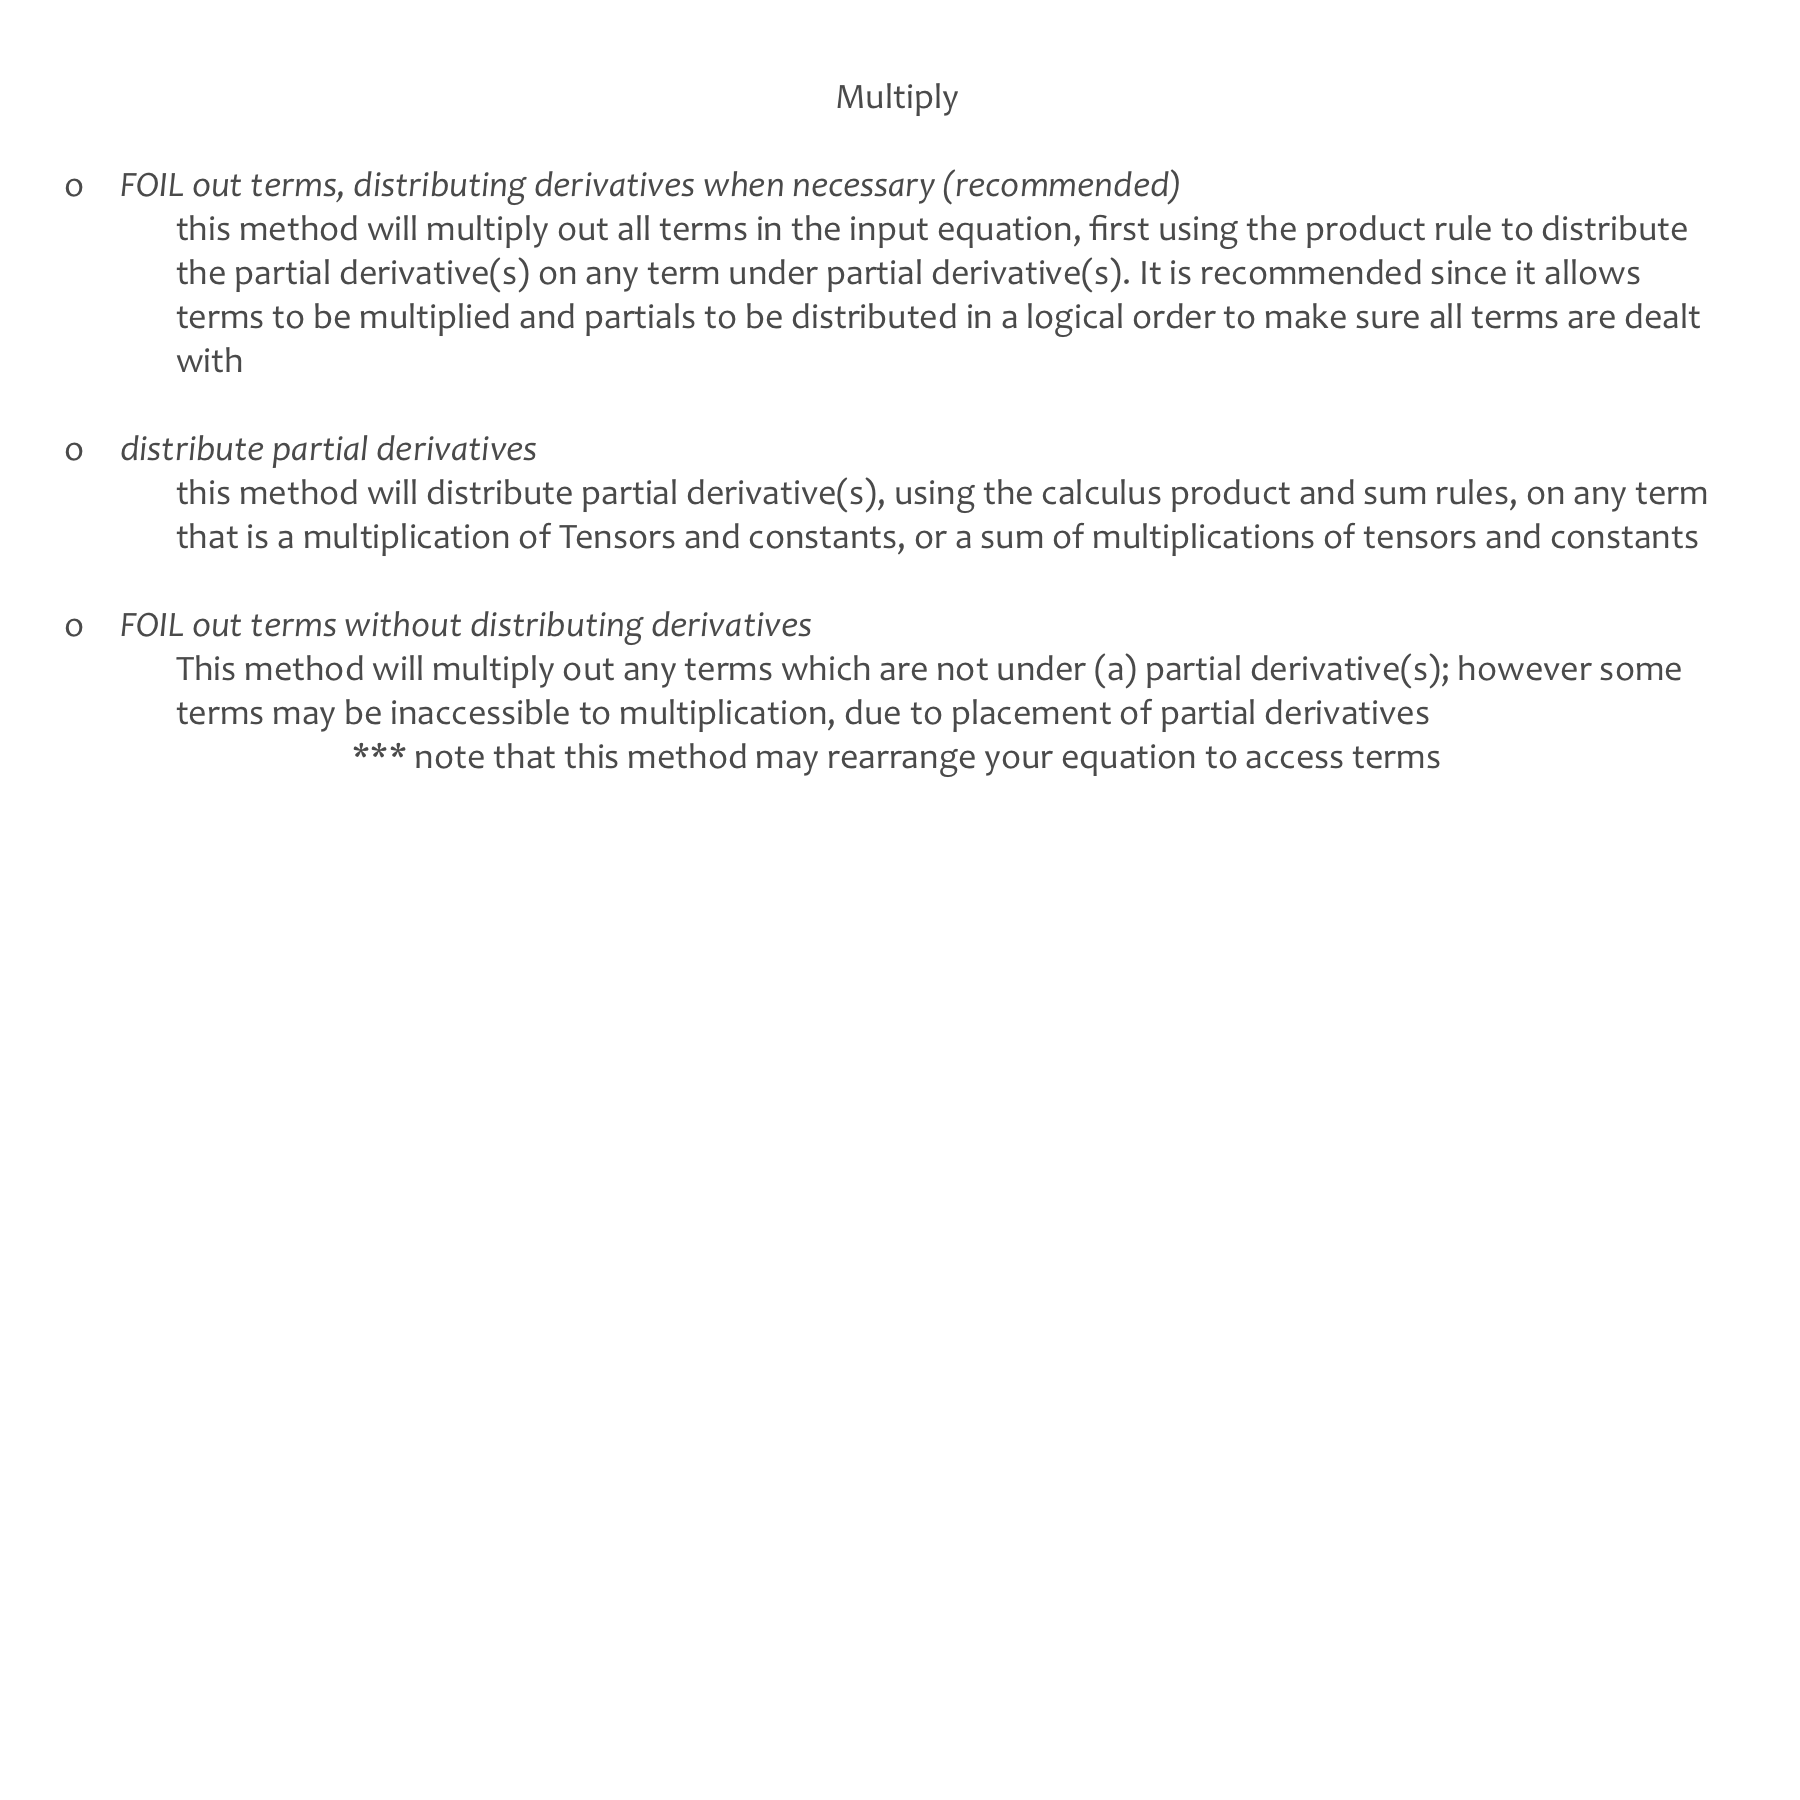 Multiply
o FOIL out terms, distributing derivatives when necessary (recommended)
this method will multiply out all terms in the input equation, first using the product rule to distribute
the partial derivative(s) on any term under partial derivative(s). It is recommended since it allows
terms to be multiplied and partials to be distributed in a logical order to make sure all terms are dealt
with
o distribute partial derivatives
this method will distribute partial derivative(s), using the calculus product and sum rules, on any term
that is a multiplication of Tensors and constants, or a sum of multiplications of tensors and constants
o FOIL out terms without distributing derivatives
This method will multiply out any terms which are not under (a) partial derivative(s); however some
terms may be inaccessible to multiplication, due to placement of partial derivatives
*** note that this method may rearrange your equation to access terms